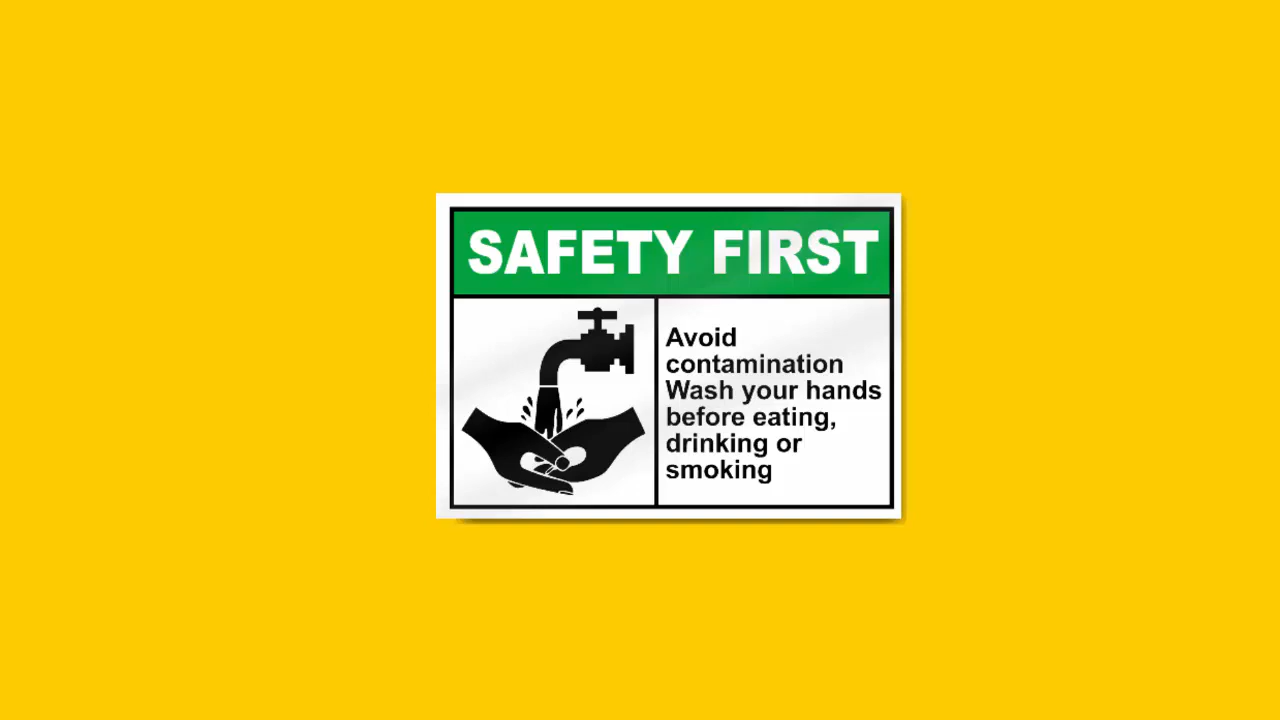 SAFETY FIRST
Avoid
contamination
Wash your hands
before eating,
drinking or
smoking